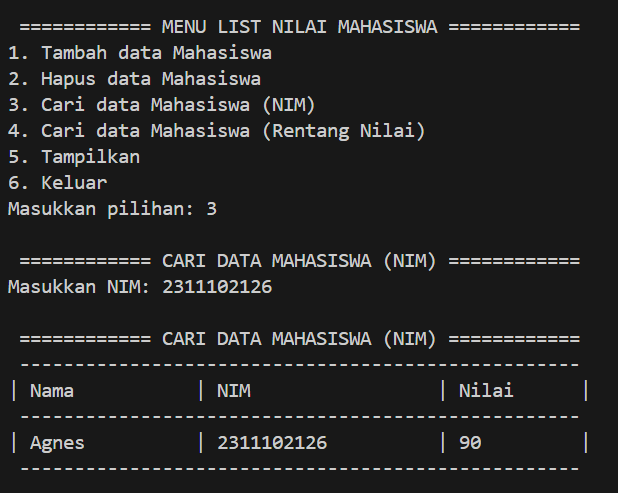 ============ MENU LIST NILAI MAHASISWA ============
1. Tambah data Mahasiswa
2. Hapus data Mahasiswa
3. Cari data Mahasiswa (NIM)
4. Cari data Mahasiswa (Rentang Nilai)
5. Tampilkan
6. Keluar
Masukkan pilihan: 3
============ CARI DATA MAHASISWA (NIM) ============
Masukkan NIM: 2311102126
============ CARI DATA MAHASISWA (NIM) ============
---------------------------------------------------
| Nama | NIM | Nilai |
---------------------------------------------------
| Agnes | 2311102126 | 90 |
---------------------------------------------------